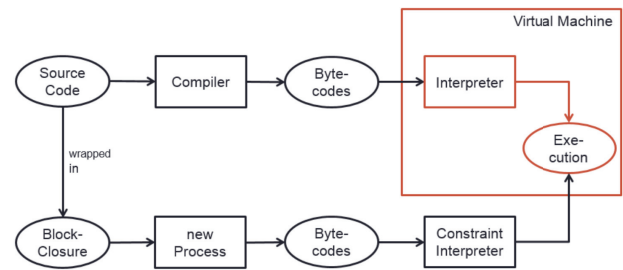 Virtual Machine
Source
Code
Compiler
Byte-
codes
Interpreter
Exe-
cution
wrapped
in
Block-
Closure
new
Process
Byte-
codes
Constraint
Interpreter